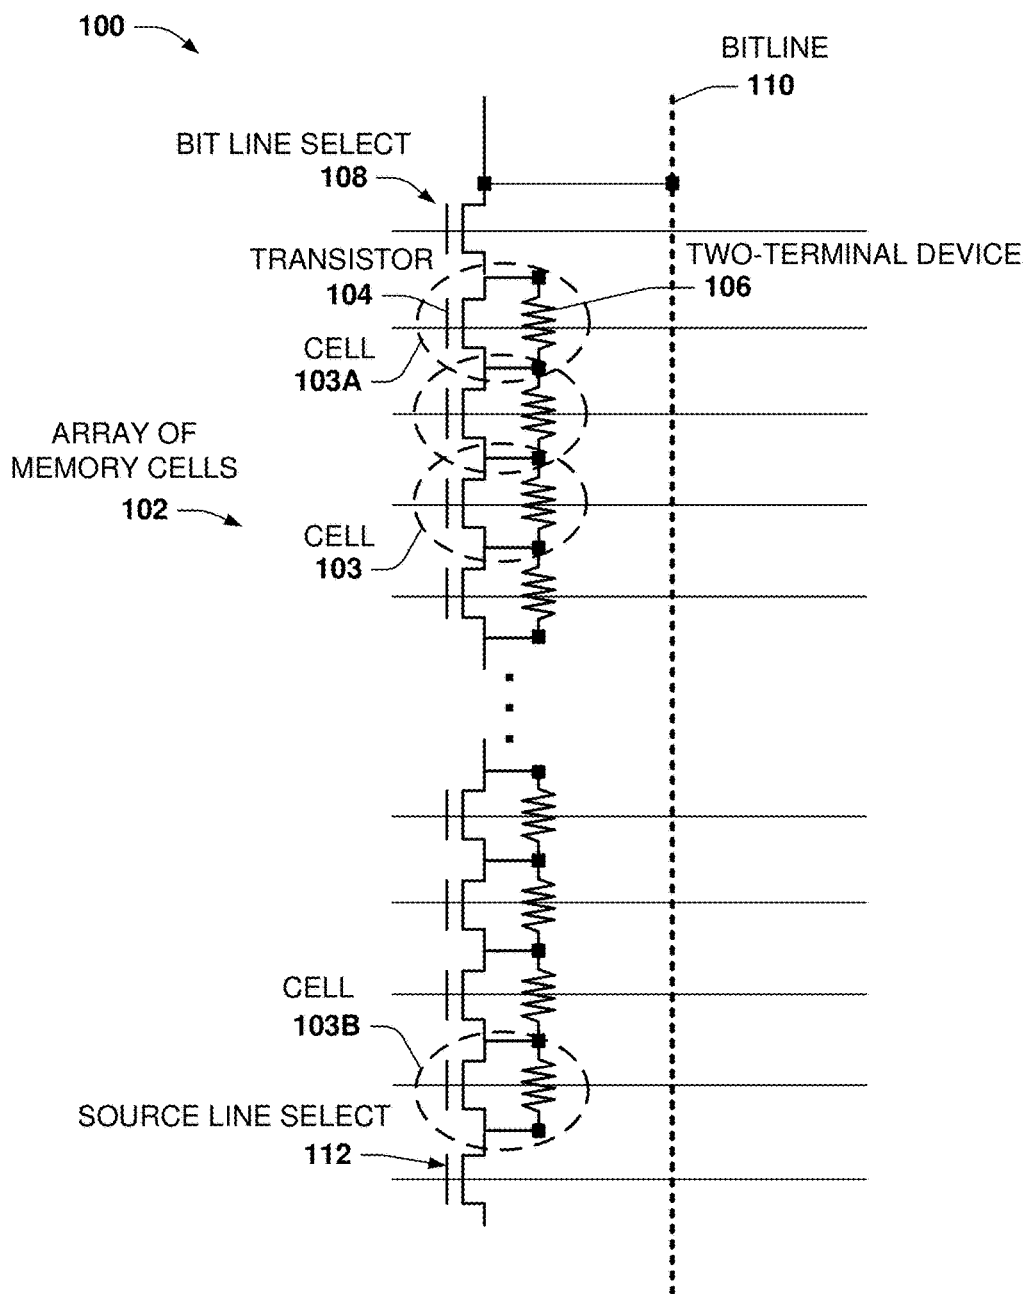 100
BITLINE
110
BIT LINE SELECT
108
TRANSISTOR
104
TWO-TERMINAL DEVICE
106
CELL
103A
ARRAY OF
MEMORY CELLS
102
CELL
103
CELL
103B
SOURCE LINE SELECT
112